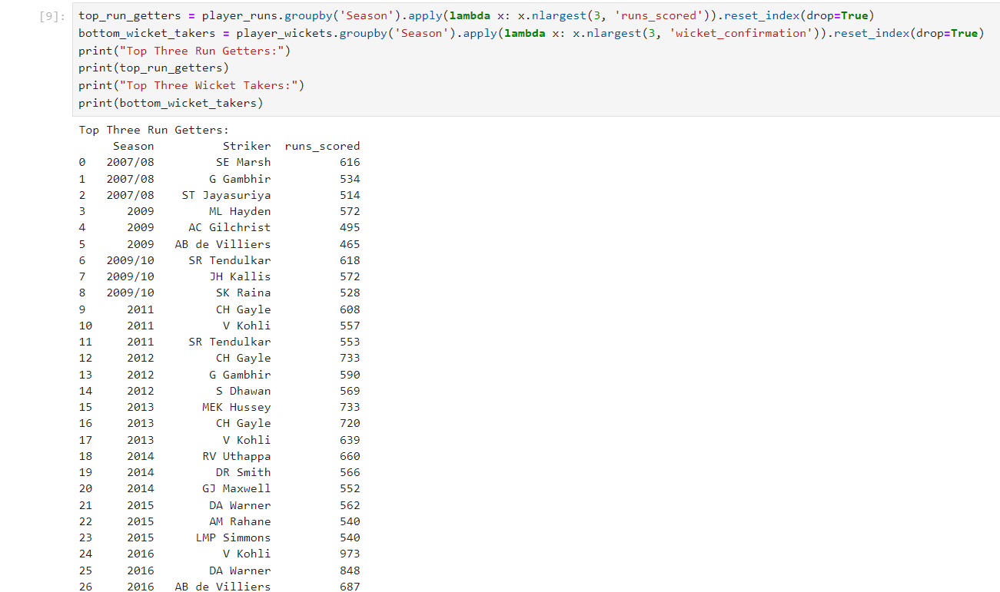 [9]: top_run_getters = player_runs.groupby('Season').apply(lambda x: x.nlargest(3, 'runs_scored')).reset_index(drop=True)
bottom_wicket_takers = player_wickets.groupby('Season').apply(lambda x: x.nlargest(3, 'wicket_confirmation')).reset_index(drop=True)
print("Top Three Run Getters:")
print(top_run_getters)
print("Top Three Wicket Takers:")
print(bottom_wicket_takers)
Top Three Run Getters:
Season Striker runs_scored
0 2007/08 SE Marsh 616
1 2007/08 G Gambhir 534
2 2007/08 ST Jayasuriya 514
3 2009 ML Hayden 572
4 2009 AC Gilchrist 495
5 2009 AB de Villiers 465
6 2009/10 SR Tendulkar 618
7 2009/10 JH Kallis 572
8 2009/10 SK Raina 528
9 2011 CH Gayle 608
10 2011 V Kohli 557
11 2011 SR Tendulkar 553
12 2012 CH Gayle 733
13 2012 G Gambhir 590
14 2012 S Dhawan 569
15 2013 MEK Hussey 733
16 2013 CH Gayle 720
17 2013 V Kohli 639
18 2014 RV Uthappa 660
19 2014 DR Smith 566
20 2014 GJ Maxwell 552
21 2015 DA Warner 562
22 2015 AM Rahane 540
23 2015 LMP Simmons 540
24 2016 V Kohli 973
25 2016 DA Warner 848
26 2016 AB de Villiers 687